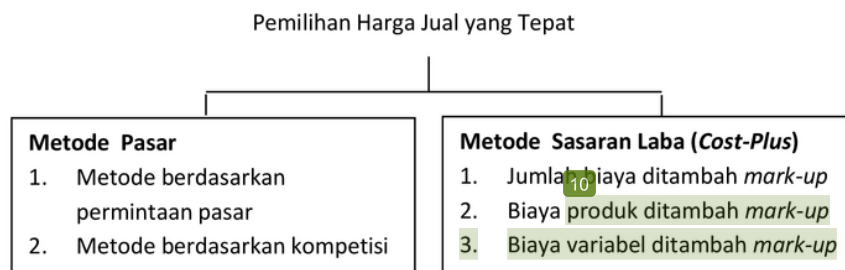 Pemilihan Harga Jual yang Tepat
Metode Pasar
1. Metode berdasarkan
permintaan pasar
2. Metode berdasarkan kompetisi
Metode Sasaran Laba (Cost-Plus)
1. Jumlah biaya ditambah mark-up
10
2. Biaya produk ditambah mark-up
3. Biaya variabel ditambah mark-up